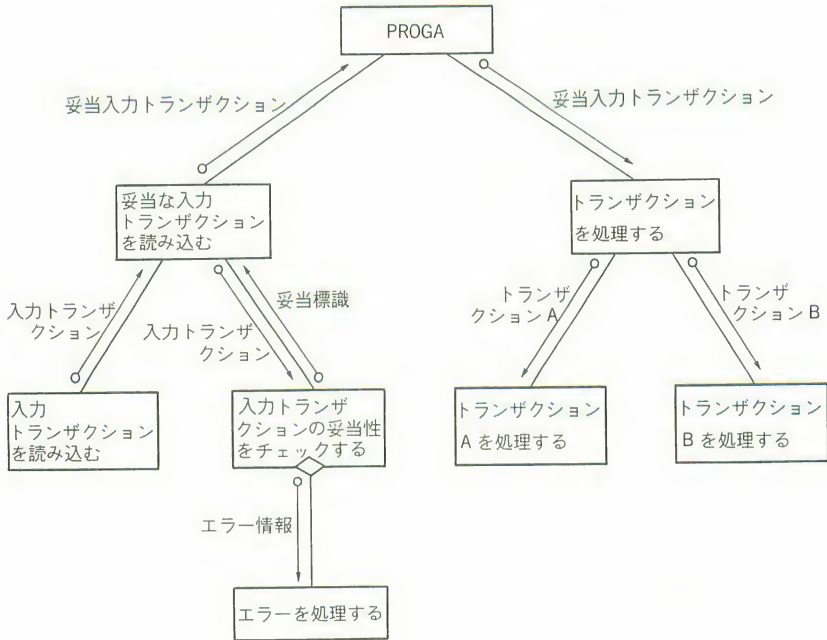 PROGA
妥当入力トランザクション
妥当入力トランザクション
妥当な入力
トランザクション
を読み込む
トランザクション
を処理する
入力トランザ
クション
入力トランザ
クション
妥当標識
トランザ
クションA
トランザ
クションB
入力
トランザクション
を読み込む
入力トランザ
クションの妥当性
をチェックする
トランザクション
Aを処理する
トランザクション
Bを処理する
エラー情報
エラーを処理する